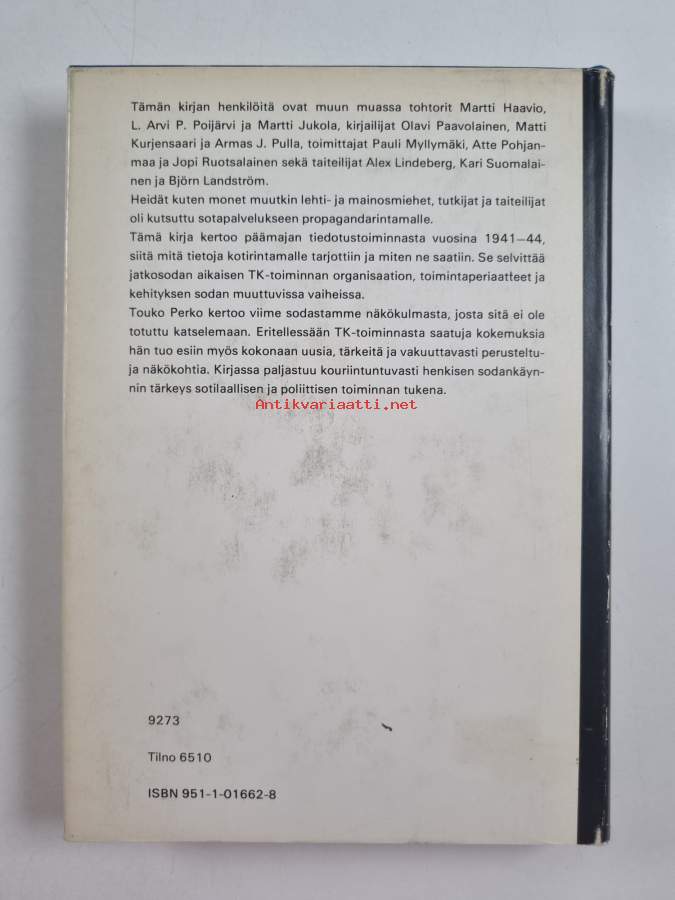 Tämän kirjan henkilöitä ovat muun muassa tohtorit Martti Haavio,
L. Arvi P. Poijärvi ja Martti Jukola, kirjailijat Olavi Paavolainen, Matti
Kurjensaari ja Armas J. Pulla, toimittajat Pauli Myllymäki, Atte Pohjan-
maa ja Jopi Ruotsalainen sekä taiteilijat Alex Lindeberg, Kari Suomalai-
nen ja Björn Landström.
Heidät kuten monet muutkin lehti- ja mainosmiehet, tutkijat ja taiteilijat
oli kutsuttu sotapalvelukseen propagandarintamalle.
Tämä kirja kertoo päämajan tiedotustoiminnasta vuosina 1941–44,
siitä mitä tietoja kotirintamalle tarjottiin ja miten ne saatiin. Se selvittää
jatkosodan aikaisen TK-toiminnan organisaation, toimintaperiaatteet ja
kehityksen sodan muuttuvissa vaiheissa.
Touko Perko kertoo viime sodastamme näkökulmasta, josta sitä ei ole
totuttu katselemaan. Eritellessään TK-toiminnasta saatuja kokemuksia
hän tuo esiin myös kokonaan uusia, tärkeitä ja vakuuttavasti perusteltu-
ja näkökohtia. Kirjassa paljastuu kouriintuntuvasti henkisen sodankäyn-
nin tärkeys sotilaallisen ja poliittisen toiminnan tukena.
Antikvariaatti.net
9273
Tilno 6510
ISBN 951-1-01662-8